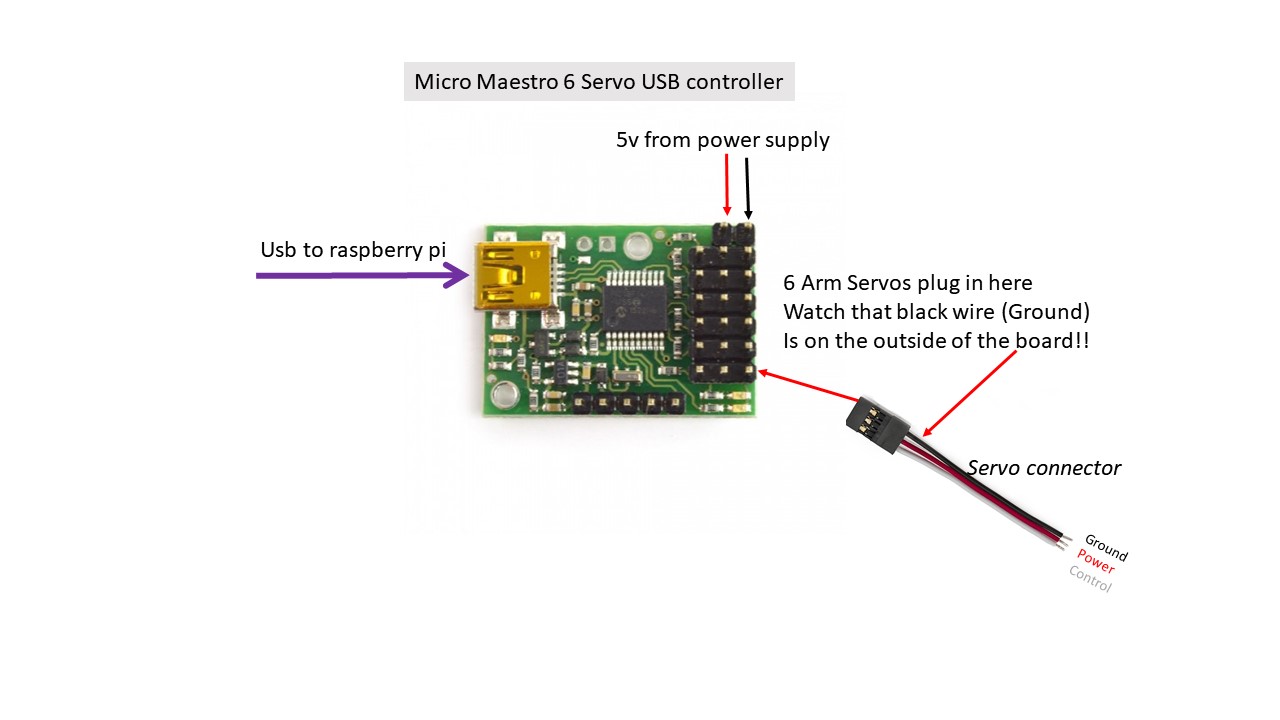 Micro Maestro 6 Servo USB controller
5v from power supply
Usb to raspberry pi
6 Arm Servos plug in here
Watch that black wire (Ground)
Is on the outside of the board!!
Servo connector
Ground
Power
Control